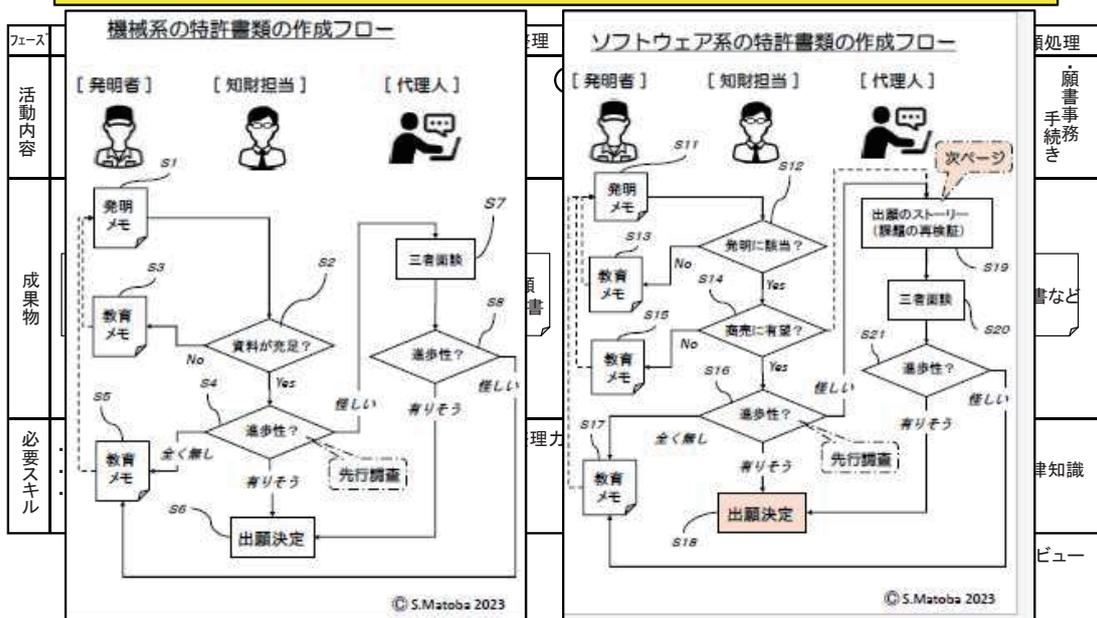 機械系の特許書類の作成フロー
[ 発明者 ]
[ 知財担当 ]
[ 代理人 ]
S1
発明
メモ
S3
教育
メモ
S2
資料が充足?
No
Yes
S7
三者面談
S8
進歩性?
怪しい
有りそう
S4
進歩性?
怪しい
全く無し
有りそう
先行調査
S5
教育
メモ
S6
出願決定
Ⓒ S.Matoba 2023
ソフトウェア系の特許書類の作成フロー
[ 発明者 ]
[ 知財担当 ]
[ 代理人 ]
S11
発明
メモ
S12
発明に該当?
No
Yes
S13
教育
メモ
S14
商売に有望?
No
Yes
S15
教育
メモ
S16
進歩性?
怪しい
全く無し
有りそう
先行調査
S17
教育
メモ
S18
出願決定
次ページ
出願のストーリー
(課題の再検証)
S19
三者面談
S20
S21
進歩性?
怪しい
有りそう
Ⓒ S.Matoba 2023
フェーズ
活動内容
成果物
必要スキル
理
書
理力
処理
・願書事務
手続き
書など
律知識
ビュー